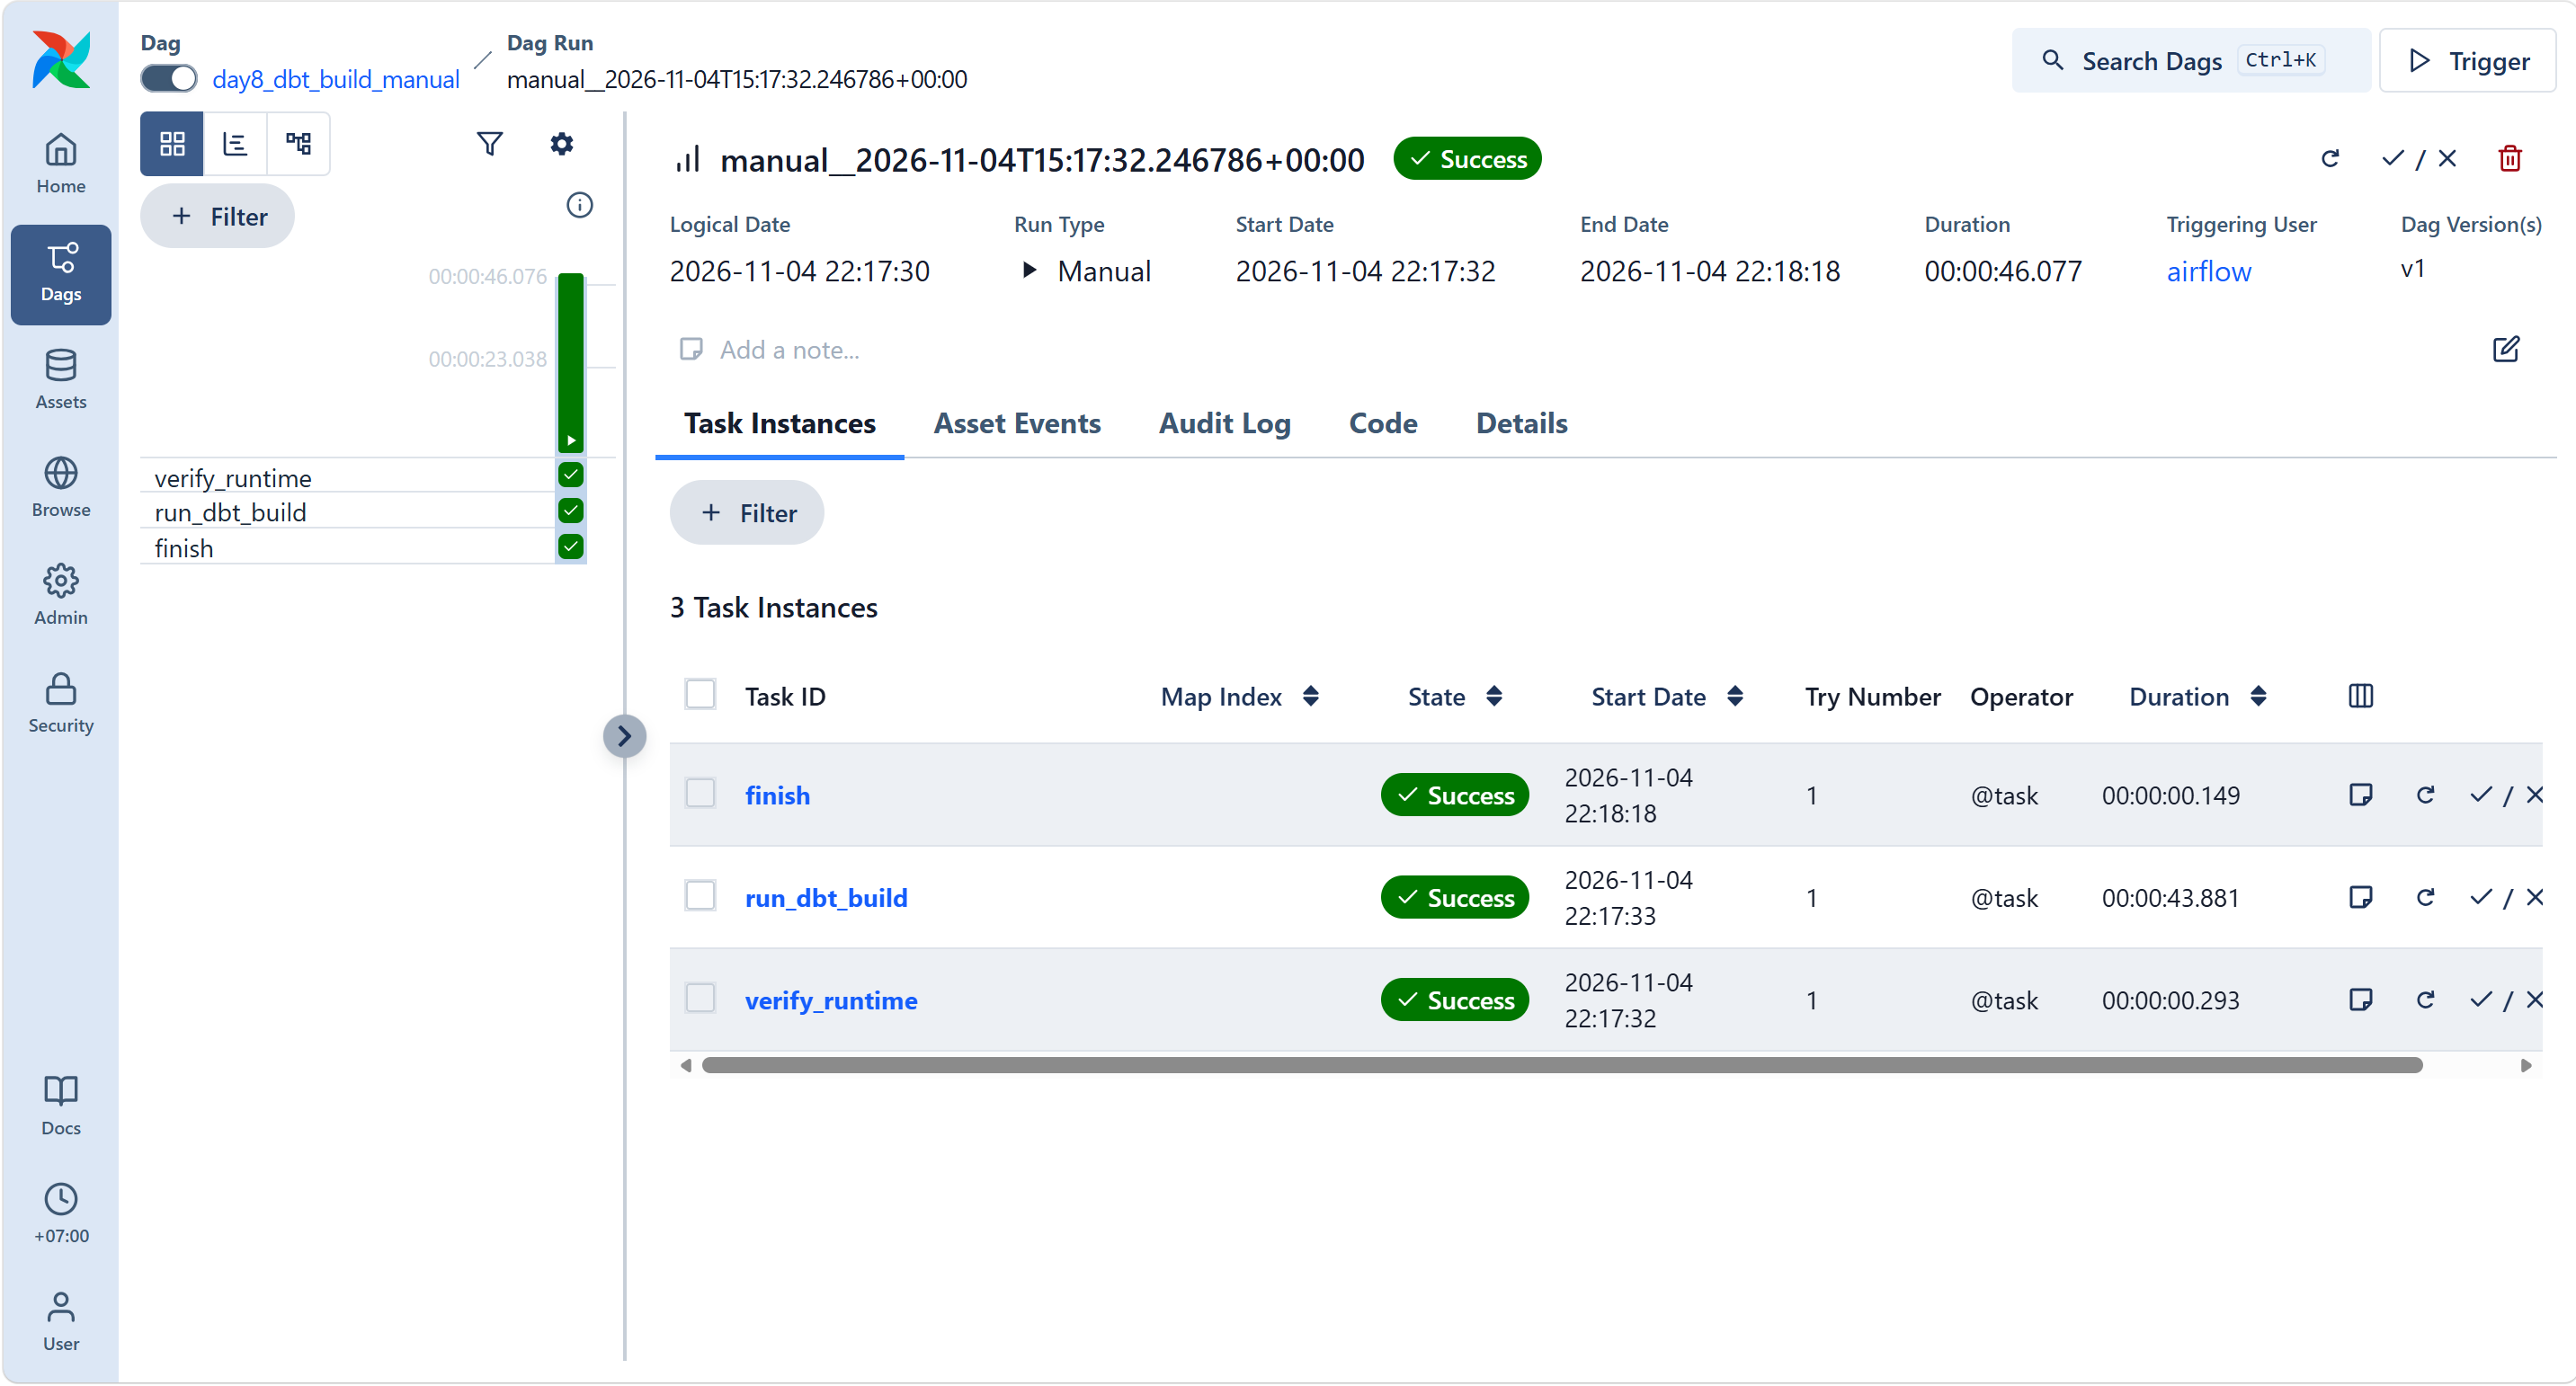 Dag
day8_dbt_build_manual
Dag Run
manual__2026-11-04T15:17:32.246786+00:00
Search Dags Ctrl+K
Trigger
Home
Dags
Assets
Browse
Admin
Security
Docs
+07:00
User
Filter
00:00:46.076
00:00:23.038
verify_runtime
run_dbt_build
finish
manual__2026-11-04T15:17:32.246786+00:00 Success
/
Logical Date Run Type Start Date End Date Duration Triggering User Dag Version(s)
2026-11-04 22:17:30 Manual 2026-11-04 22:17:32 2026-11-04 22:18:18 00:00:46.077 airflow v1
Add a note...
Task Instances Asset Events Audit Log Code Details
Filter
3 Task Instances
Task ID Map Index State Start Date Try Number Operator Duration
finish Success 2026-11-04 22:18:18 1 @task 00:00:00.149 /
run_dbt_build Success 2026-11-04 22:17:33 1 @task 00:00:43.881 /
verify_runtime Success 2026-11-04 22:17:32 1 @task 00:00:00.293 /